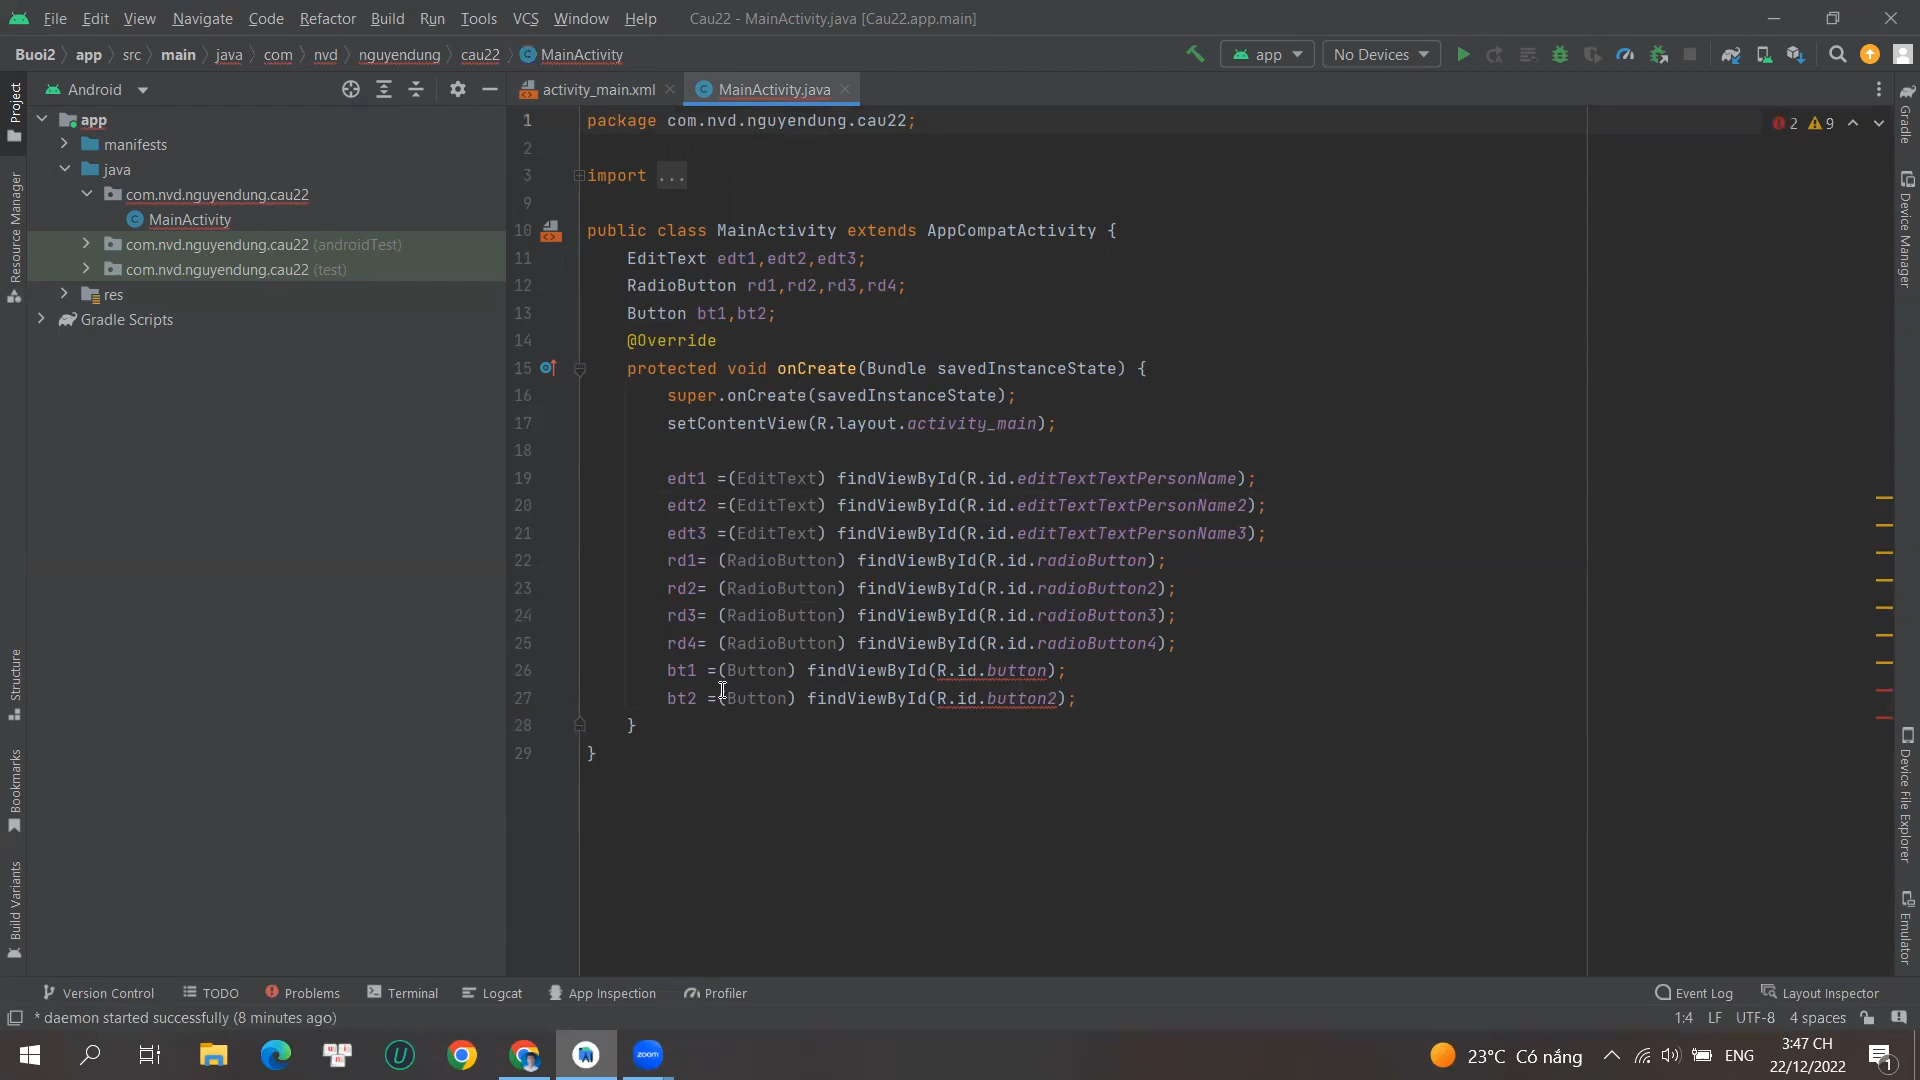 File Edit View Navigate Code Refactor Build Run Tools VCS Window Help Cau22 - MainActivity.java [Cau22.app.main]
Buoi2 app src main java com nvd nguyendung cau22 MainActivity app No Devices
Project
Resource Manager
Structure
Bookmarks
Build Variants
Android
app
manifests
java
com.nvd.nguyendung.cau22
MainActivity
com.nvd.nguyendung.cau22 (androidTest)
com.nvd.nguyendung.cau22 (test)
res
Gradle Scripts
activity_main.xml MainActivity.java
2 9
1 package com.nvd.nguyendung.cau22;
2
3 import ...
9
10 public class MainActivity extends AppCompatActivity {
11 EditText edt1,edt2,edt3;
12 RadioButton rd1,rd2,rd3,rd4;
13 Button bt1,bt2;
14 @Override
15 protected void onCreate(Bundle savedInstanceState) {
16 super.onCreate(savedInstanceState);
17 setContentView(R.layout.activity_main);
18
19 edt1 =(EditText) findViewById(R.id.editTextTextPersonName);
20 edt2 =(EditText) findViewById(R.id.editTextTextPersonName2);
21 edt3 =(EditText) findViewById(R.id.editTextTextPersonName3);
22 rd1= (RadioButton) findViewById(R.id.radioButton);
23 rd2= (RadioButton) findViewById(R.id.radioButton2);
24 rd3= (RadioButton) findViewById(R.id.radioButton3);
25 rd4= (RadioButton) findViewById(R.id.radioButton4);
26 bt1 =(Button) findViewById(R.id.button);
27 bt2 =(Button) findViewById(R.id.button2);
28 }
29 }
Gradle
Device Manager
Device File Explorer
Emulator
Version Control TODO Problems Terminal Logcat App Inspection Profiler Event Log Layout Inspector
* daemon started successfully (8 minutes ago) 1:4 LF UTF-8 4 spaces
zoom
23°C Có nắng ENG
3:47 CH
22/12/2022
1